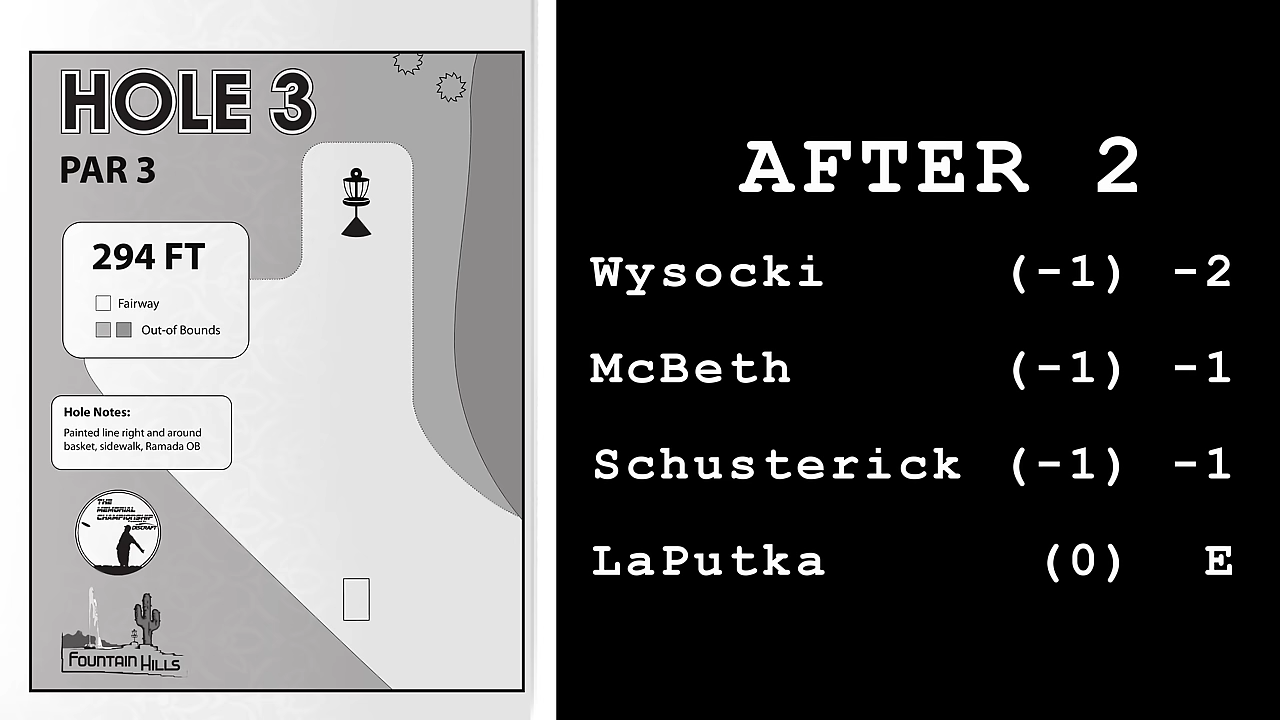 HOLE 3
PAR 3
294 FT
Fairway
Out-of Bounds
Hole Notes:
Painted line right and around
basket, sidewalk, Ramada OB
THE
MEMORIAL
CHAMPIONSHIP
DISCRAFT
FOUNTAIN HILLS
AFTER 2
Wysocki (-1) -2
McBeth (-1) -1
Schusterick (-1) -1
LaPutka (0) E